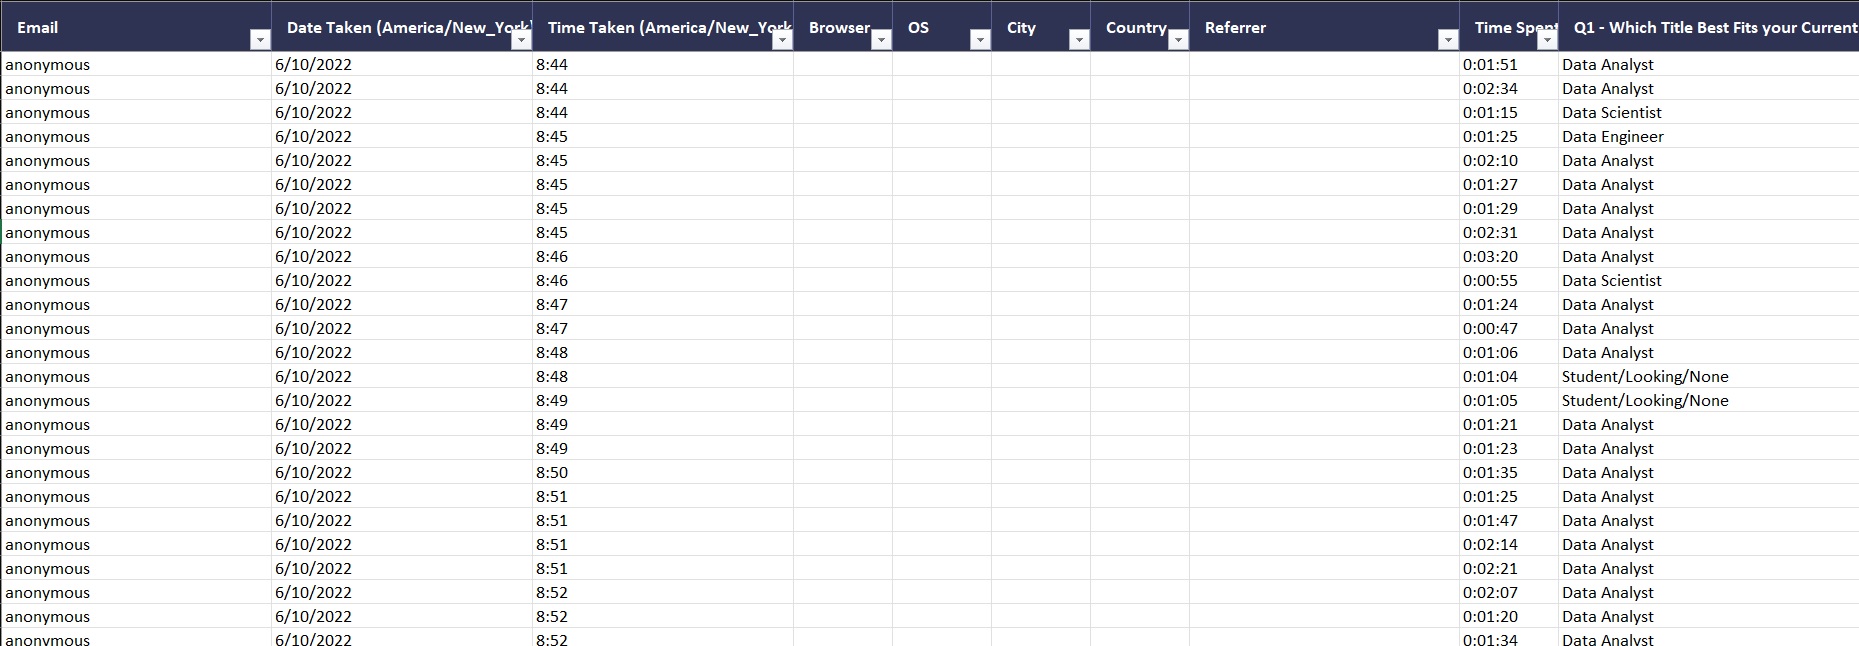 Email Date Taken (America/New_York) Time Taken (America/New_York Browser OS City Country Referrer Time Spent Q1 - Which Title Best Fits your Current
anonymous 6/10/2022 8:44 0:01:51 Data Analyst
anonymous 6/10/2022 8:44 0:02:34 Data Analyst
anonymous 6/10/2022 8:44 0:01:15 Data Scientist
anonymous 6/10/2022 8:45 0:01:25 Data Engineer
anonymous 6/10/2022 8:45 0:02:10 Data Analyst
anonymous 6/10/2022 8:45 0:01:27 Data Analyst
anonymous 6/10/2022 8:45 0:01:29 Data Analyst
anonymous 6/10/2022 8:45 0:02:31 Data Analyst
anonymous 6/10/2022 8:46 0:03:20 Data Analyst
anonymous 6/10/2022 8:46 0:00:55 Data Scientist
anonymous 6/10/2022 8:47 0:01:24 Data Analyst
anonymous 6/10/2022 8:47 0:00:47 Data Analyst
anonymous 6/10/2022 8:48 0:01:06 Data Analyst
anonymous 6/10/2022 8:48 0:01:04 Student/Looking/None
anonymous 6/10/2022 8:49 0:01:05 Student/Looking/None
anonymous 6/10/2022 8:49 0:01:21 Data Analyst
anonymous 6/10/2022 8:49 0:01:23 Data Analyst
anonymous 6/10/2022 8:50 0:01:35 Data Analyst
anonymous 6/10/2022 8:51 0:01:25 Data Analyst
anonymous 6/10/2022 8:51 0:01:47 Data Analyst
anonymous 6/10/2022 8:51 0:02:14 Data Analyst
anonymous 6/10/2022 8:51 0:02:21 Data Analyst
anonymous 6/10/2022 8:52 0:02:07 Data Analyst
anonymous 6/10/2022 8:52 0:01:20 Data Analyst
anonymous 6/10/2022 8:52 0:01:34 Data Analyst